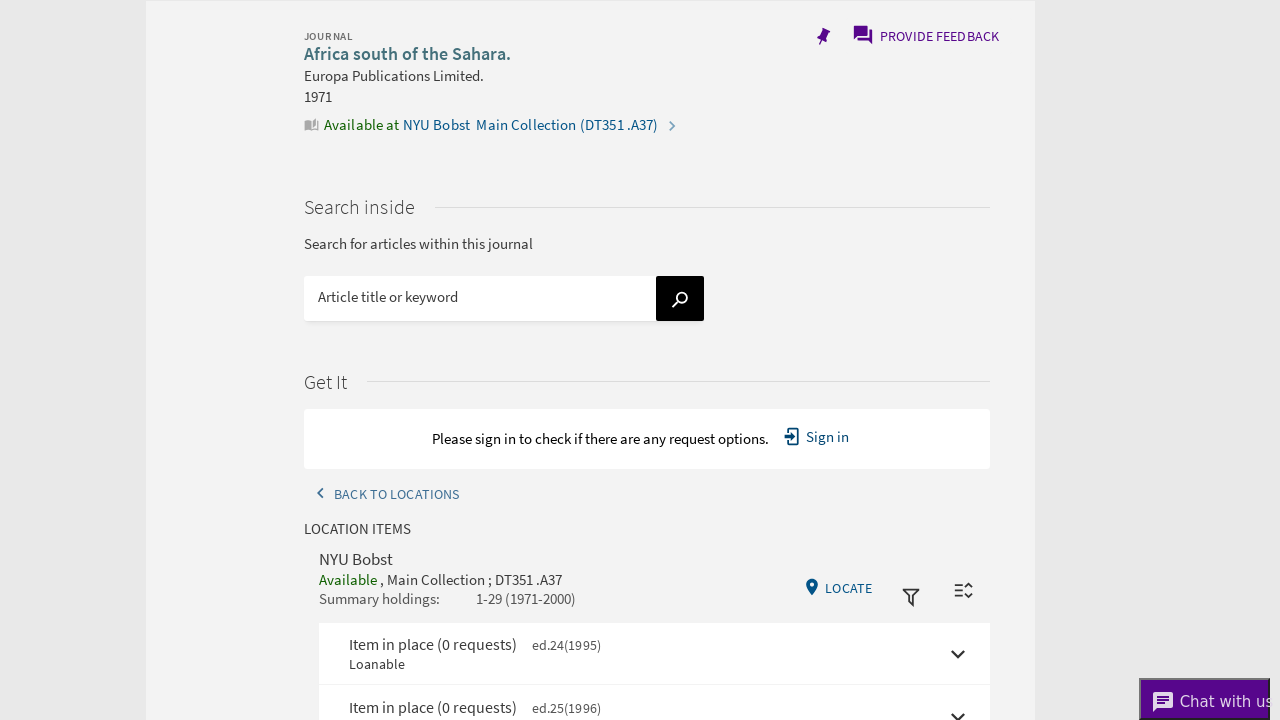 JOURNAL
Africa south of the Sahara.
PROVIDE FEEDBACK
Europa Publications Limited.
1971
Available at NYU Bobst Main Collection (DT351 .A37)
Search inside
Search for articles within this journal
Article title or keyword
Get It
Please sign in to check if there are any request options. Sign in
BACK TO LOCATIONS
LOCATION ITEMS
NYU Bobst
Available , Main Collection ; DT351 .A37
LOCATE
Summary holdings: 1-29 (1971-2000)
Item in place (0 requests) ed.24(1995)
Loanable
Item in place (0 requests) ed.25(1996)
Chat with us